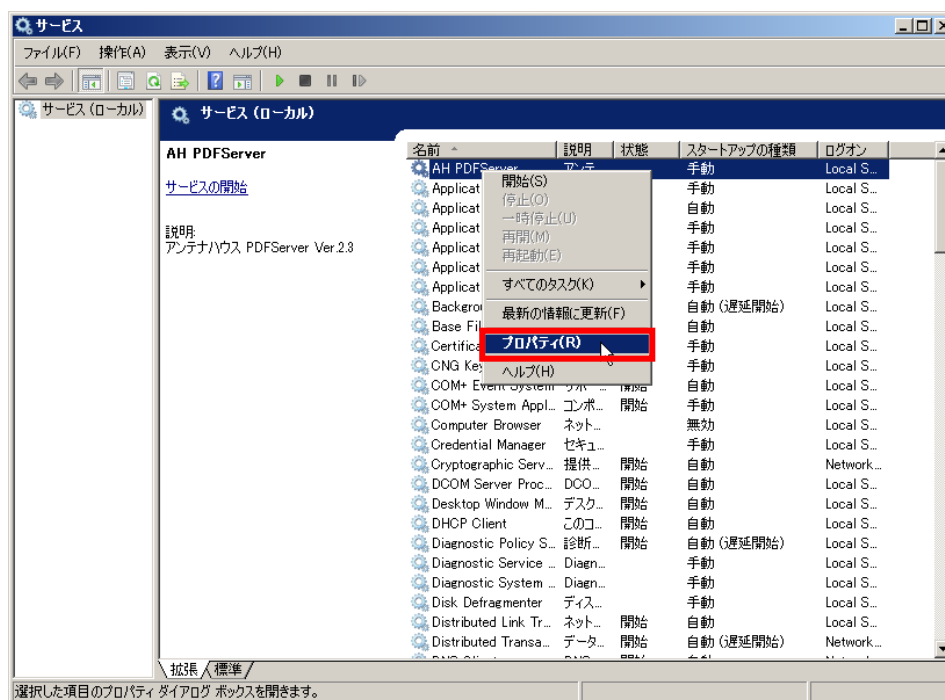 サービス
ファイル(F) 操作(A) 表示(V) ヘルプ(H)
サービス (ローカル)
サービス (ローカル)
AH PDFServer
サービスの開始
説明:
アンテナハウス PDFServer Ver.2.3
名前 説明 状態 スタートアップの種類 ログオン
AH PDFServer アンテ 手動 Local S...
Applicat 手動 Local S...
Applicat 自動 Local S...
Applicat 手動 Local S...
Applicat 手動 Local S...
Applicat 手動 Local S...
Applicat 手動 Local S...
Backgrou 自動 (遅延開始) Local S...
Base Fil 自動 Local S...
Certifica 手動 Local S...
CNG Key 手動 Local S...
COM+ Event System サポ... 開始 自動 Local S...
COM+ System Appl... コンポ... 開始 手動 Local S...
Computer Browser ネット... 無効 Local S...
Credential Manager セキュ... 手動 Local S...
Cryptographic Serv... 提供... 開始 自動 Network...
DCOM Server Proc... DCO... 開始 自動 Local S...
Desktop Window M... デスク... 開始 自動 Local S...
DHCP Client このコ... 開始 自動 Local S...
Diagnostic Policy S... 診断... 開始 自動 (遅延開始) Local S...
Diagnostic Service ... Diagn... 手動 Local S...
Diagnostic System ... Diagn... 手動 Local S...
Disk Defragmenter ディス... 手動 Local S...
Distributed Link Tr... ネット... 開始 自動 Local S...
Distributed Transa... データ... 開始 自動 (遅延開始) Network...
開始(S)
停止(O)
一時停止(U)
再開(M)
再起動(E)
すべてのタスク(K)
最新の情報に更新(F)
プロパティ(R)
ヘルプ(H)
拡張 標準
選択した項目のプロパティ ダイアログ ボックスを開きます。